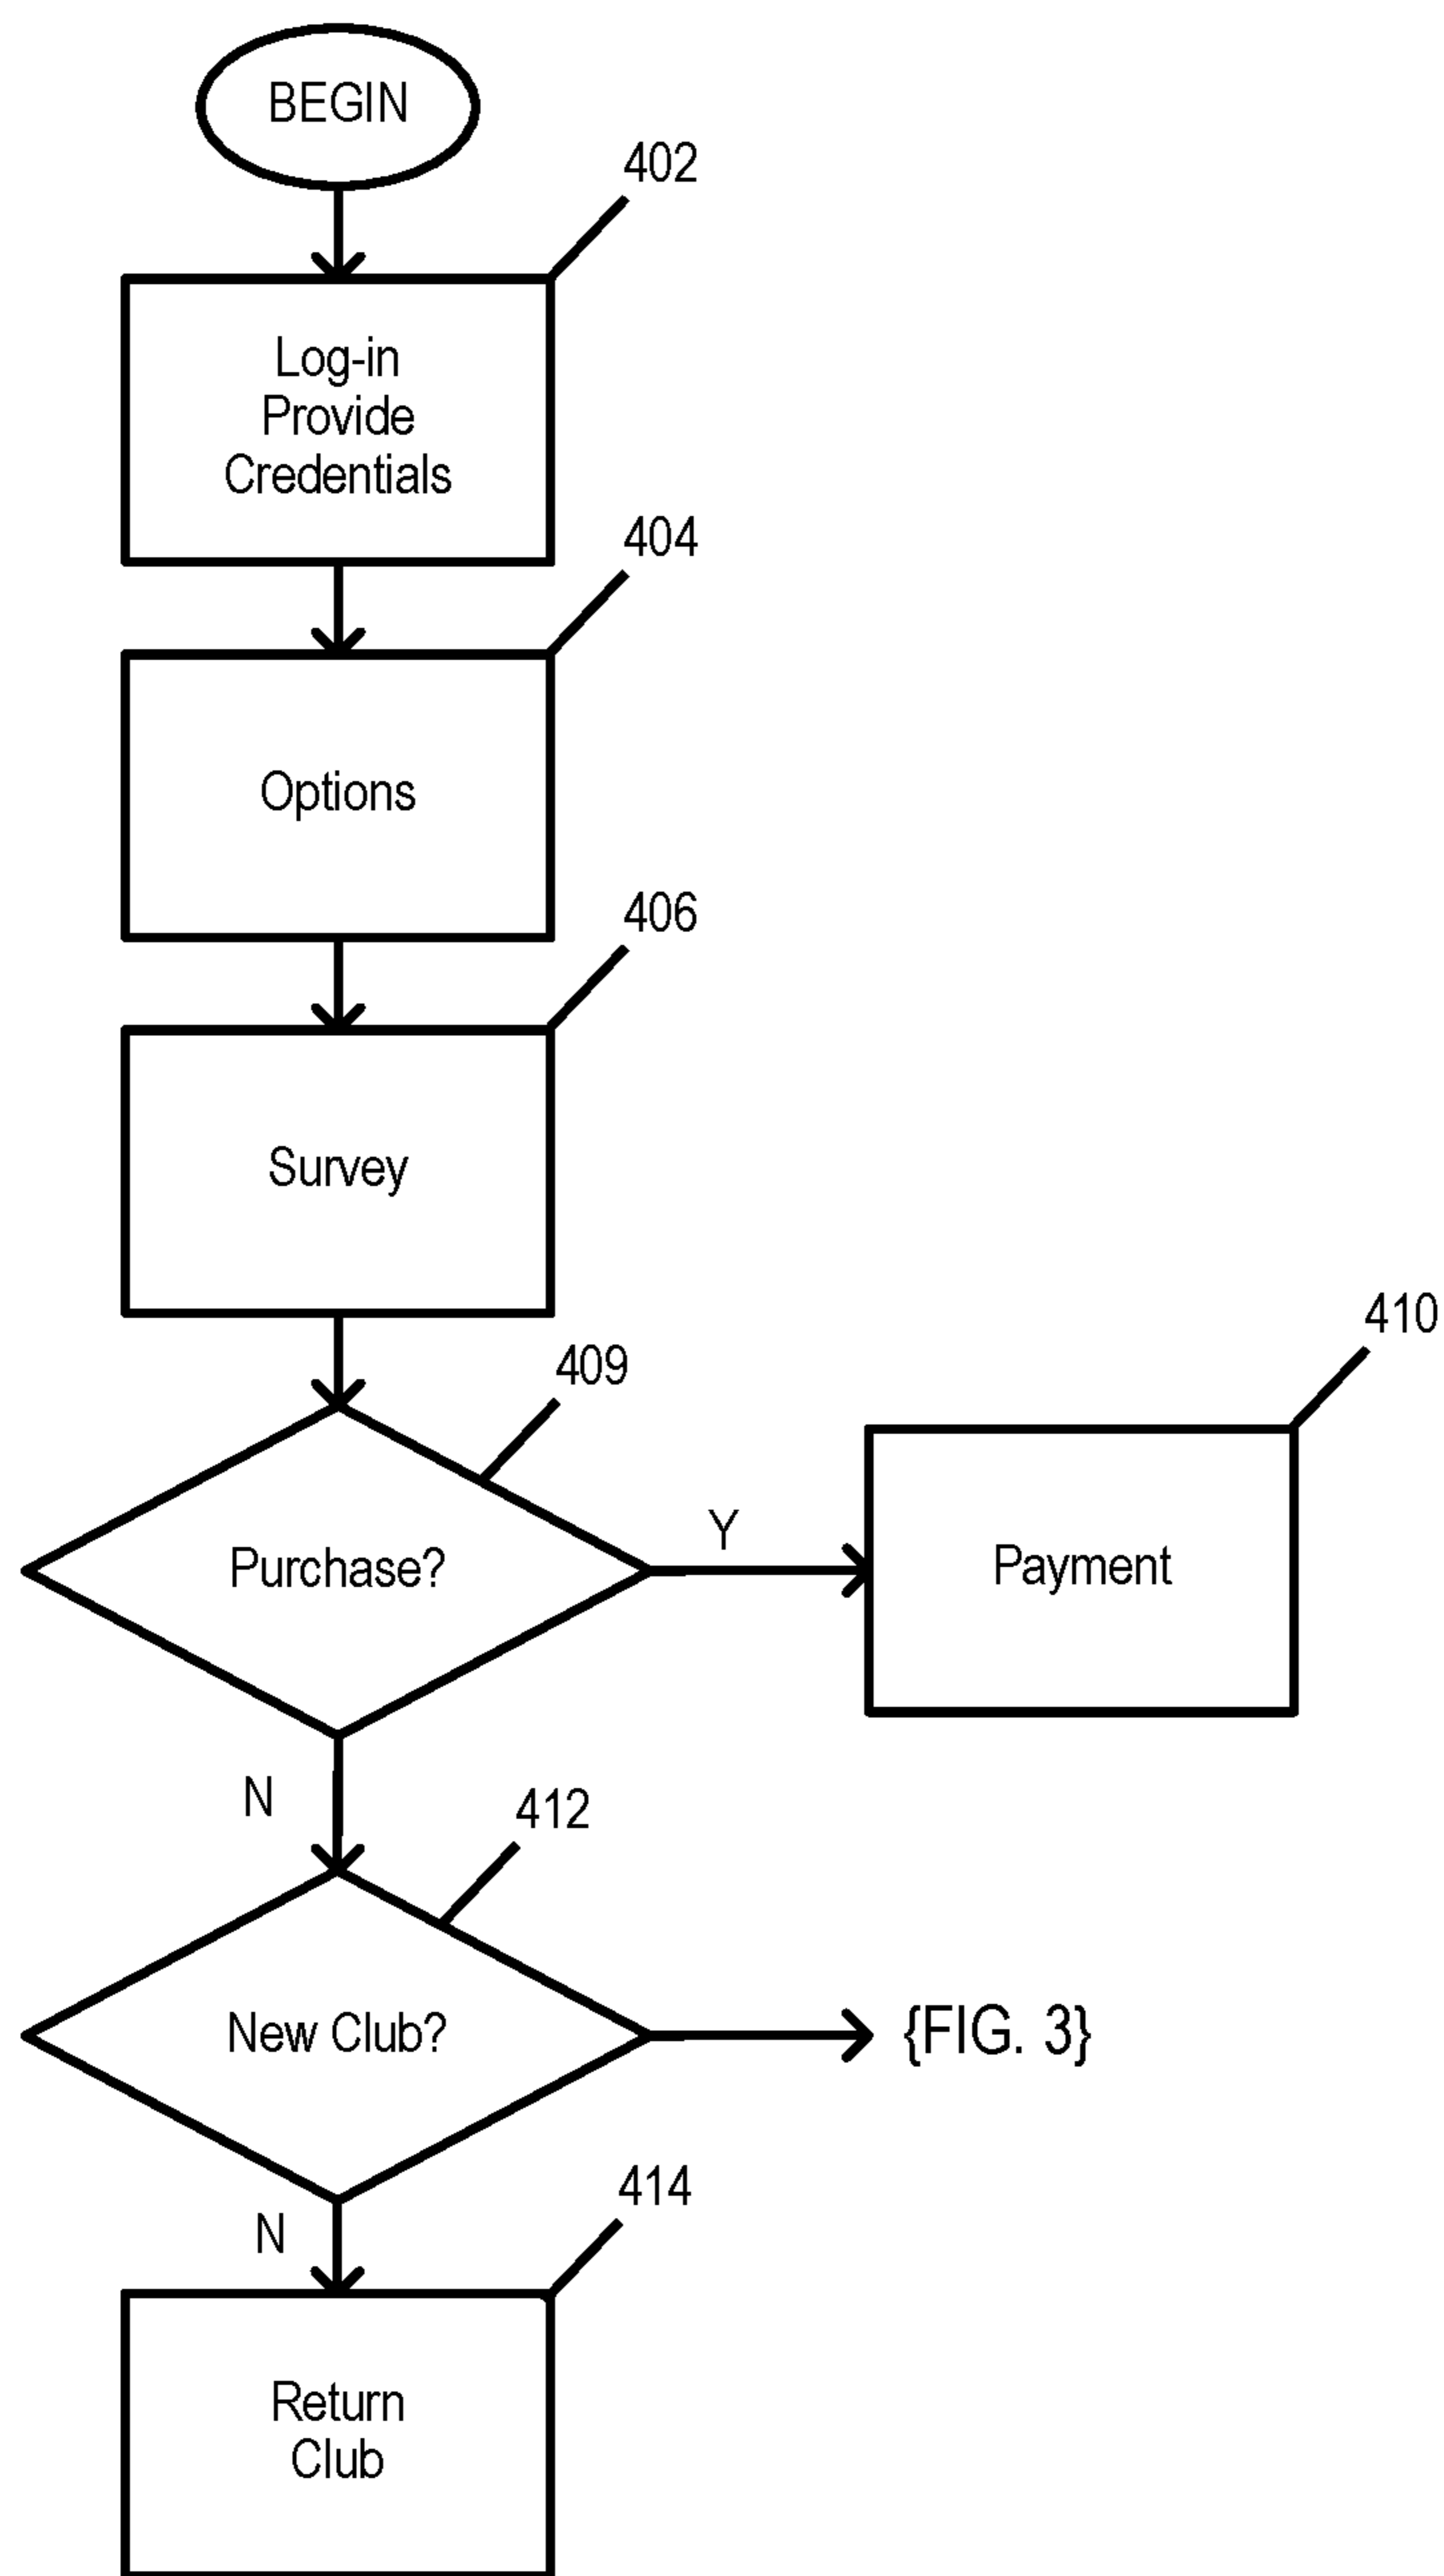 BEGIN
402
Log-in
Provide
Credentials
404
Options
406
Survey
409
Purchase?
Y
410
Payment
N
412
New Club?
{FIG. 3}
N
414
Return
Club